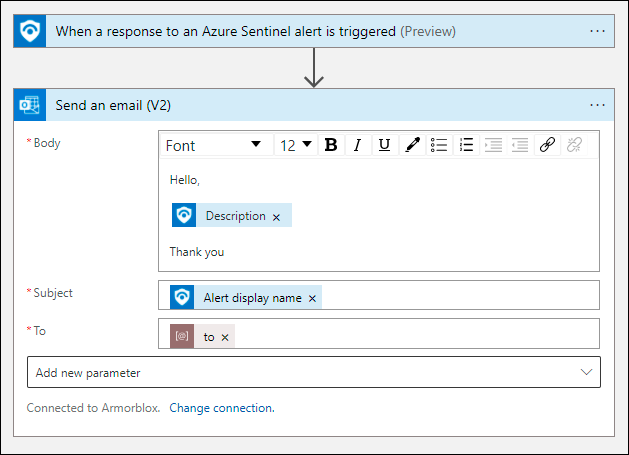 When a response to an Azure Sentinel alert is triggered (Preview)
Send an email (V2)
*Body
Font 12 B I U
Hello,
Description ×
Thank you
*Subject Alert display name ×
*To [@] to ×
Add new parameter
Connected to Armorblox. Change connection.